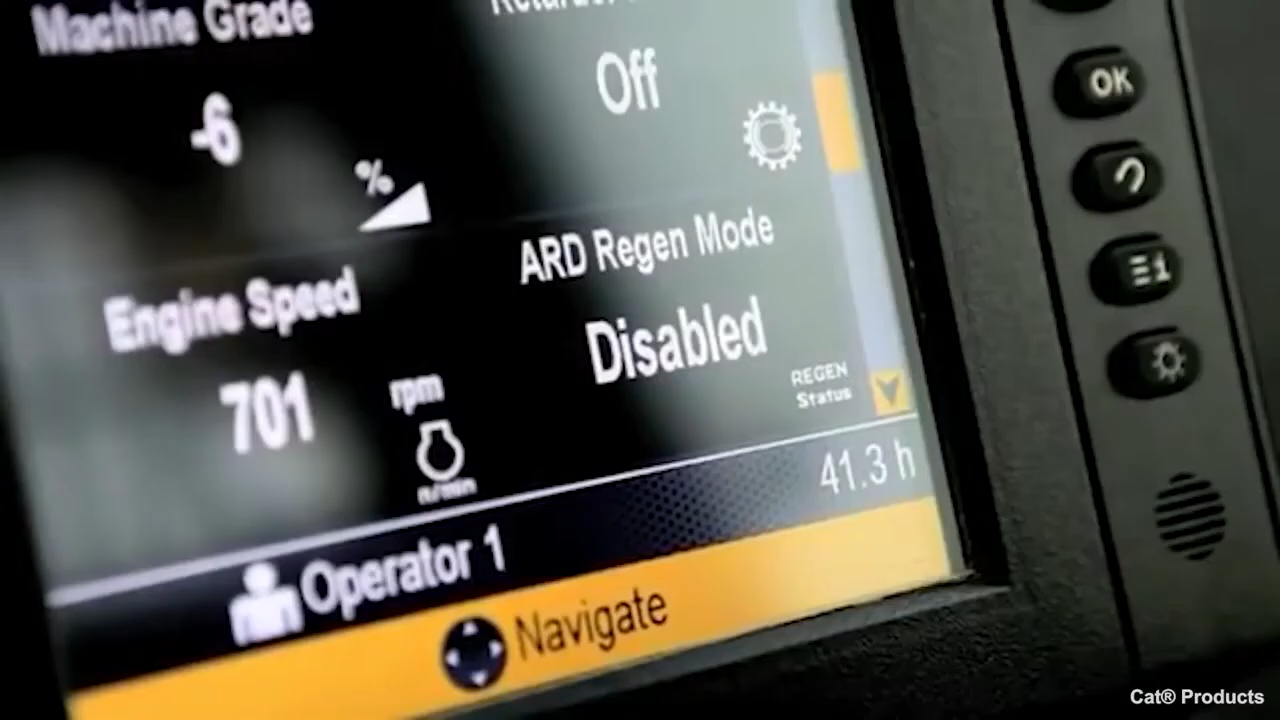 Machine Grade
-6
%
Off
Engine Speed
701
rpm
n/min
ARD Regen Mode
Disabled
REGEN
Status
41.3 h
Operator 1
Navigate
OK
Cat® Products